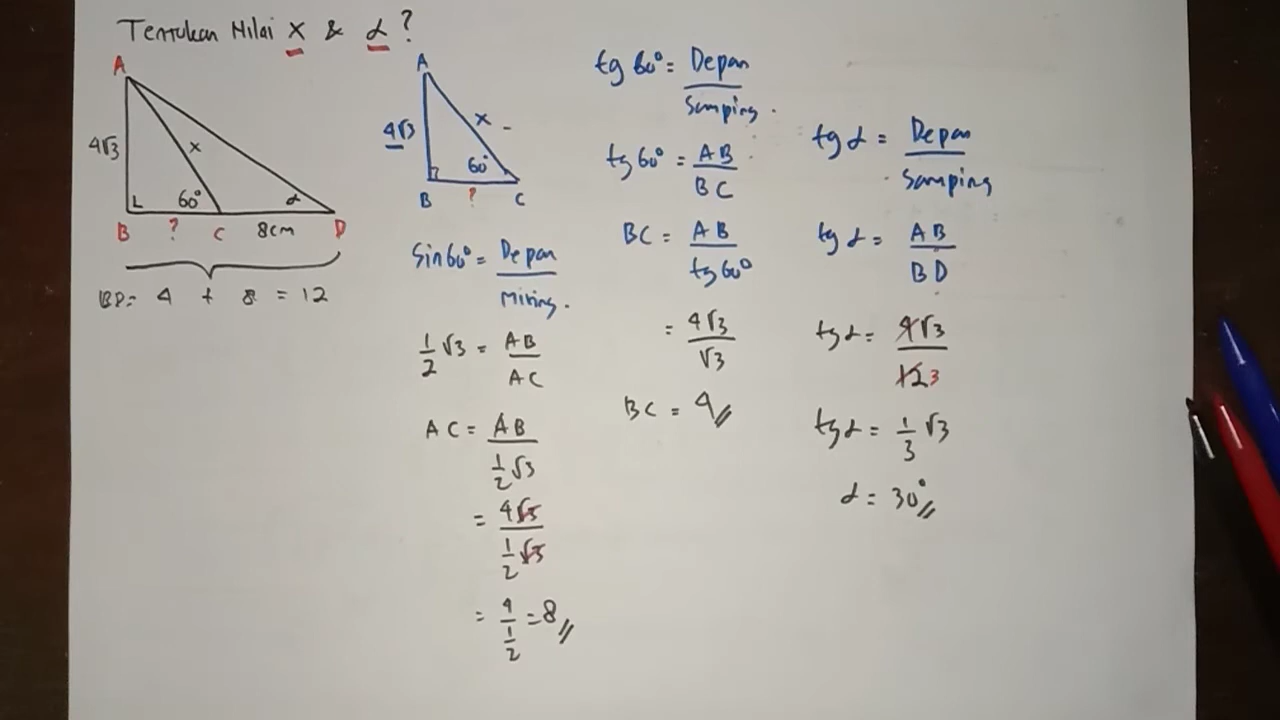 Tentukan Nilai x & α ?
A
4√3
x
60°
α
B ? C 8cm D
BD = 4 + 8 = 12
A
4√3
x
60°
B ? C
Sin 60° = Depan / Miring.
1/2 √3 = AB / AC
AC = AB / 1/2 √3
= 4√3 / 1/2 √3
= 4 / 1/2 = 8 //
tg 60° = Depan / Samping.
tg 60° = AB / BC
BC = AB / tg 60°
= 4√3 / √3
BC = 4 //
tg α = Depan / Samping
tg α = AB / BD
tg α = 4√3 / 12 3
tg α = 1/3 √3
α = 30° //